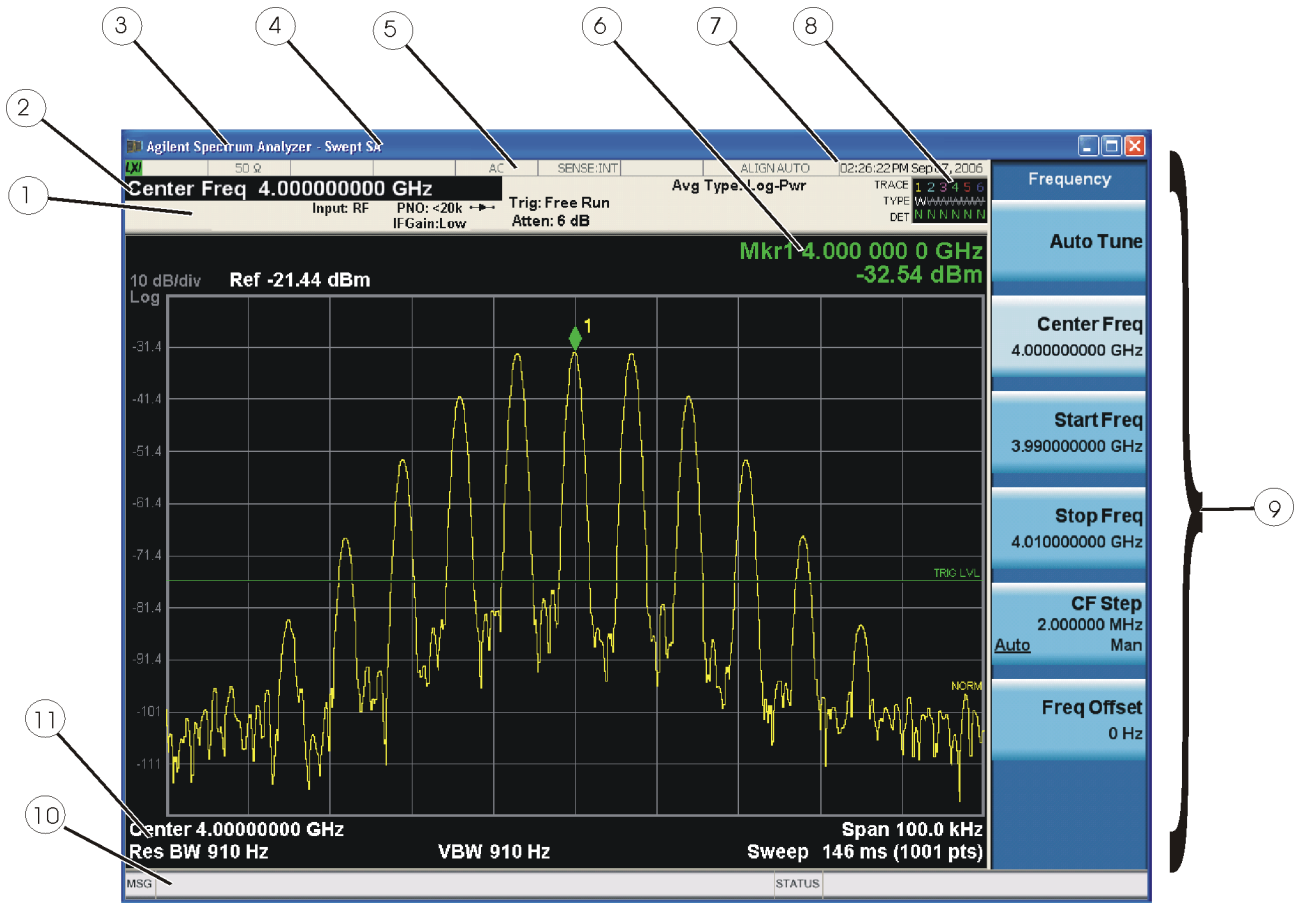 3
4
5
6
7
8
2
Agilent Spectrum Analyzer - Swept SA
LXI 50 Ω AC SENSE:INT ALIGN AUTO 02:26:22 PM Sep 07, 2006
Center Freq 4.000000000 GHz
1
Input: RF
PNO: <20k
IFGain:Low
Trig: Free Run
Atten: 6 dB
Avg Type: Log-Pwr
TRACE 1 2 3 4 5 6
TYPE WWWWWW
DET N N N N N N
Mkr1 4.000 000 0 GHz
-32.54 dBm
10 dB/div
Log
Ref -21.44 dBm
1
-31.4
-41.4
-51.4
-61.4
-71.4
TRIG LVL
-81.4
-91.4
NORM
-101
-111
Frequency
Auto Tune
Center Freq
4.000000000 GHz
Start Freq
3.990000000 GHz
Stop Freq
4.010000000 GHz
CF Step
2.000000 MHz
Auto Man
Freq Offset
0 Hz
9
11
Center 4.00000000 GHz Span 100.0 kHz
Res BW 910 Hz VBW 910 Hz Sweep 146 ms (1001 pts)
10
MSG STATUS